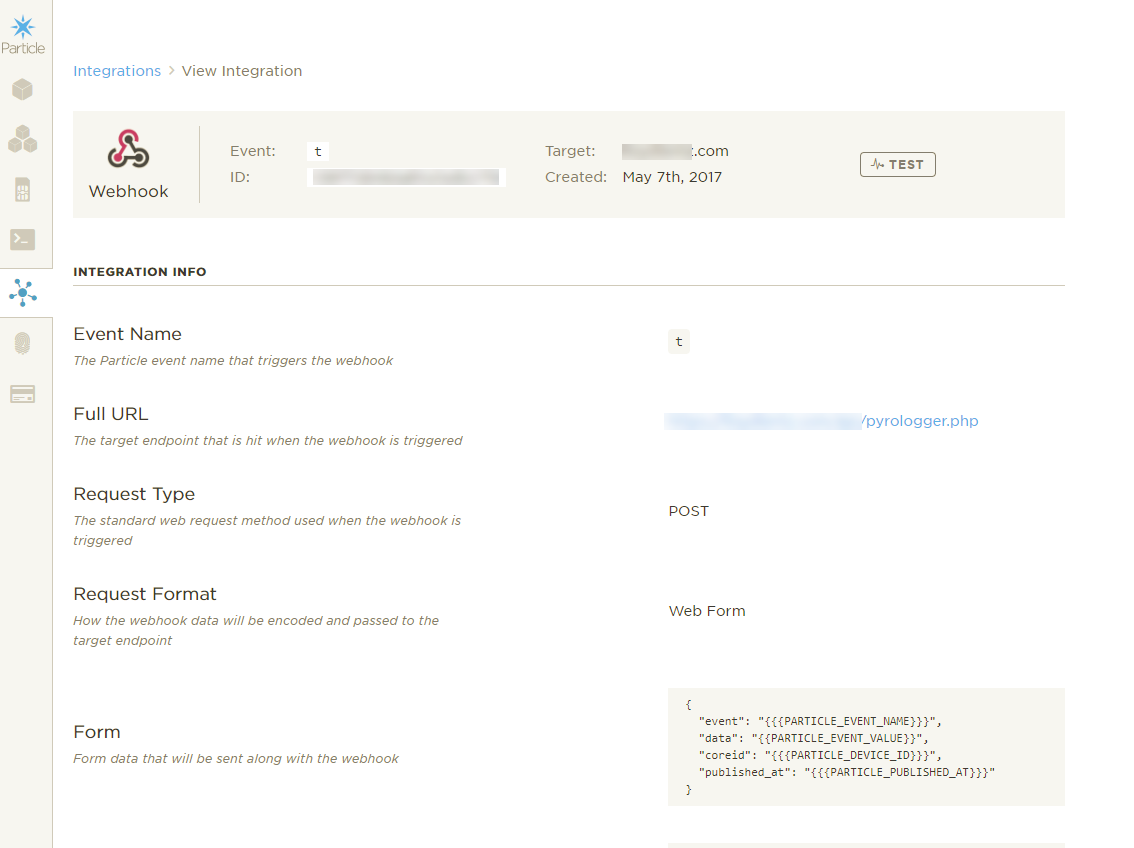 Particle
Integrations > View Integration
Webhook
Event: t
ID:
Target: .com
Created: May 7th, 2017
TEST
INTEGRATION INFO
Event Name
The Particle event name that triggers the webhook
t
Full URL
The target endpoint that is hit when the webhook is triggered
/pyrologger.php
Request Type
The standard web request method used when the webhook is
triggered
POST
Request Format
How the webhook data will be encoded and passed to the
target endpoint
Web Form
Form
Form data that will be sent along with the webhook
{
"event": "{{{PARTICLE_EVENT_NAME}}}",
"data": "{{PARTICLE_EVENT_VALUE}}",
"coreid": "{{{PARTICLE_DEVICE_ID}}}",
"published_at": "{{{PARTICLE_PUBLISHED_AT}}}"
}